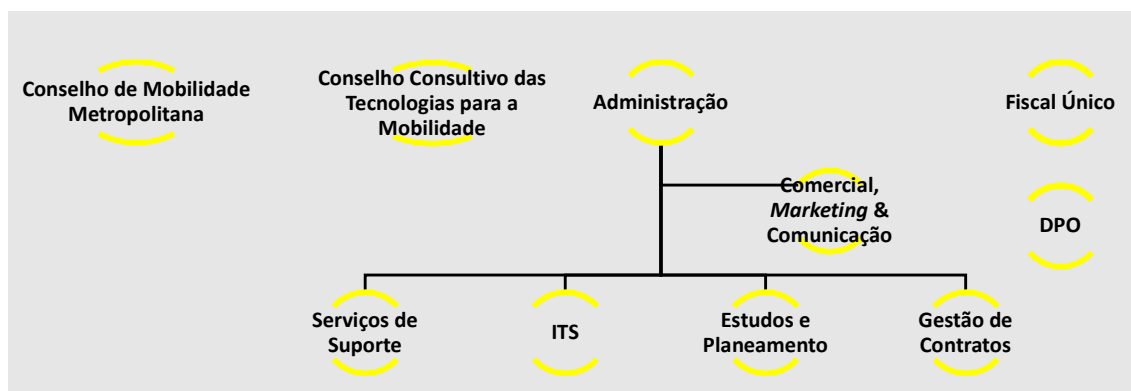 Conselho de Mobilidade
Metropolitana
Conselho Consultivo das
Tecnologias para a
Mobilidade
Administração
Fiscal Único
Comercial,
Marketing &
Comunicação
DPO
Serviços de
Suporte
ITS
Estudos e
Planeamento
Gestão de
Contratos